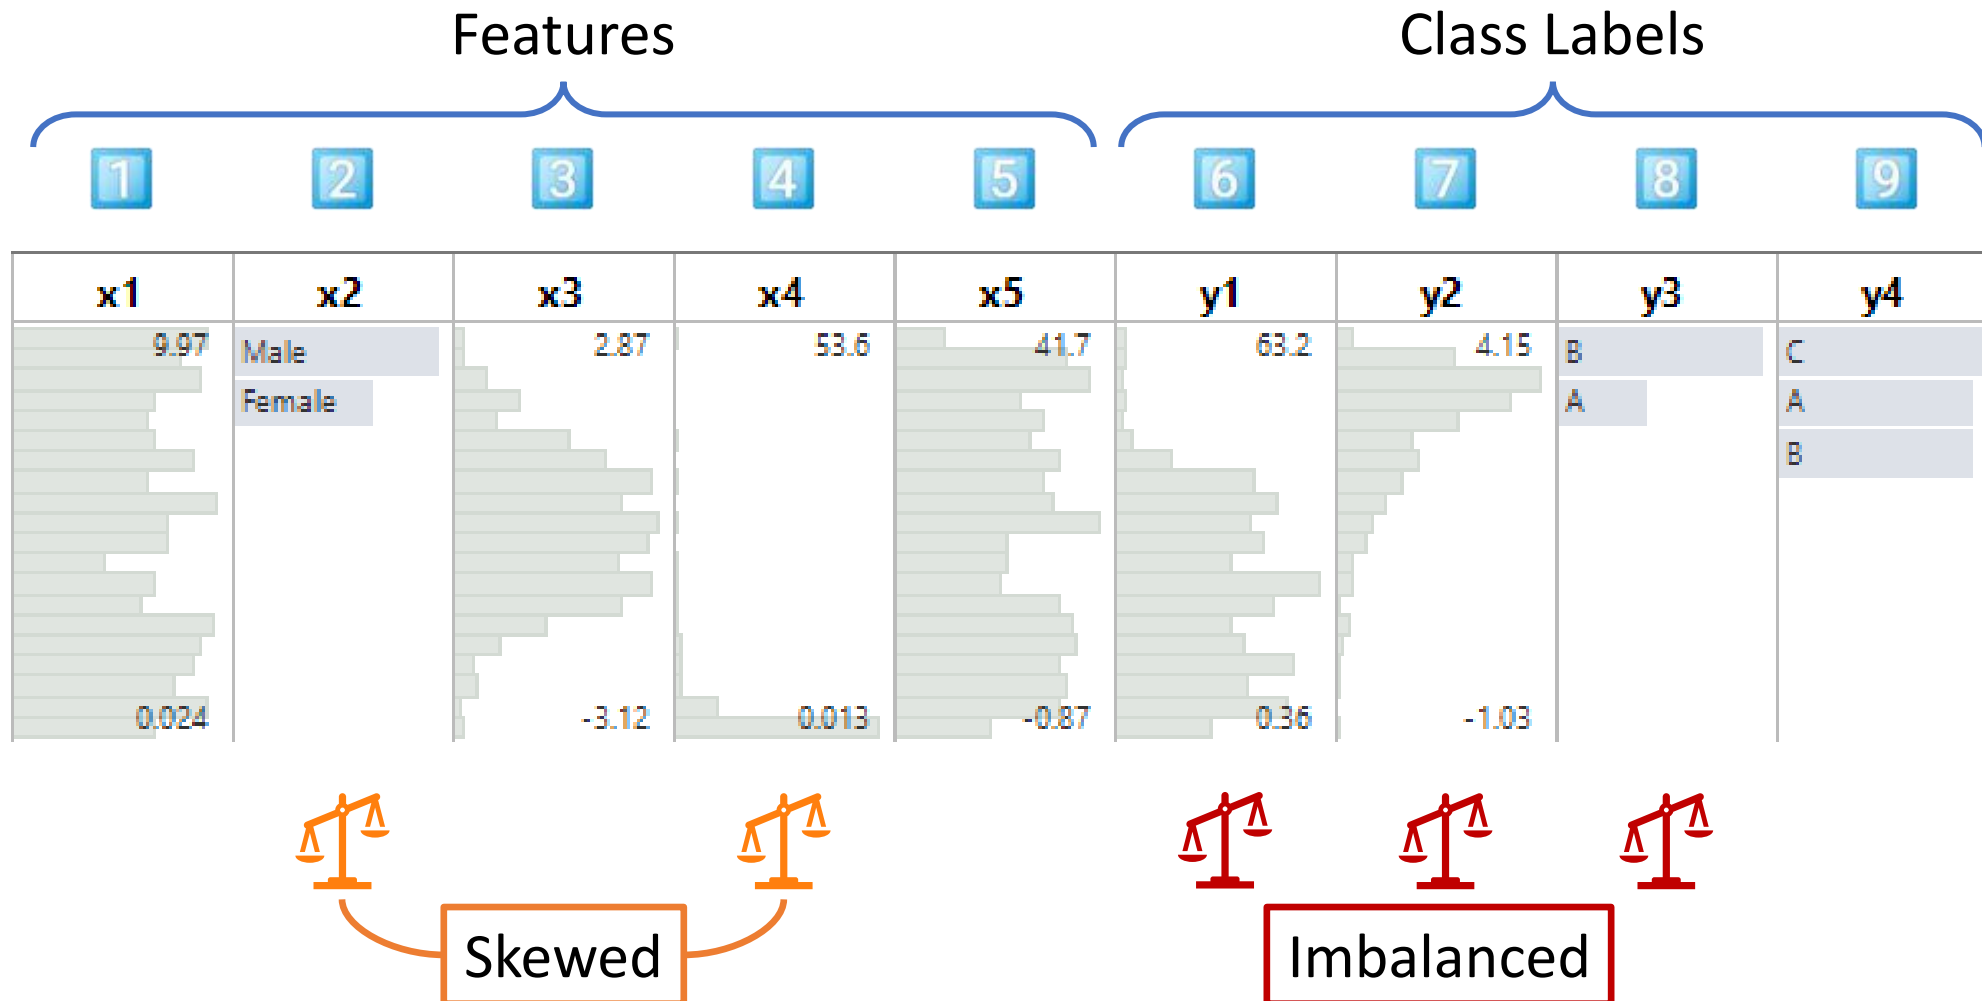 Features Class Labels
1 2 3 4 5 6 7 8 9
x1 x2 x3 x4 x5 y1 y2 y3 y4
9.97 Male 2.87 53.6 41.7 63.2 4.15 B C
Female A A
B
0.024 -3.12 0.013 -0.87 0.36 -1.03
Skewed Imbalanced